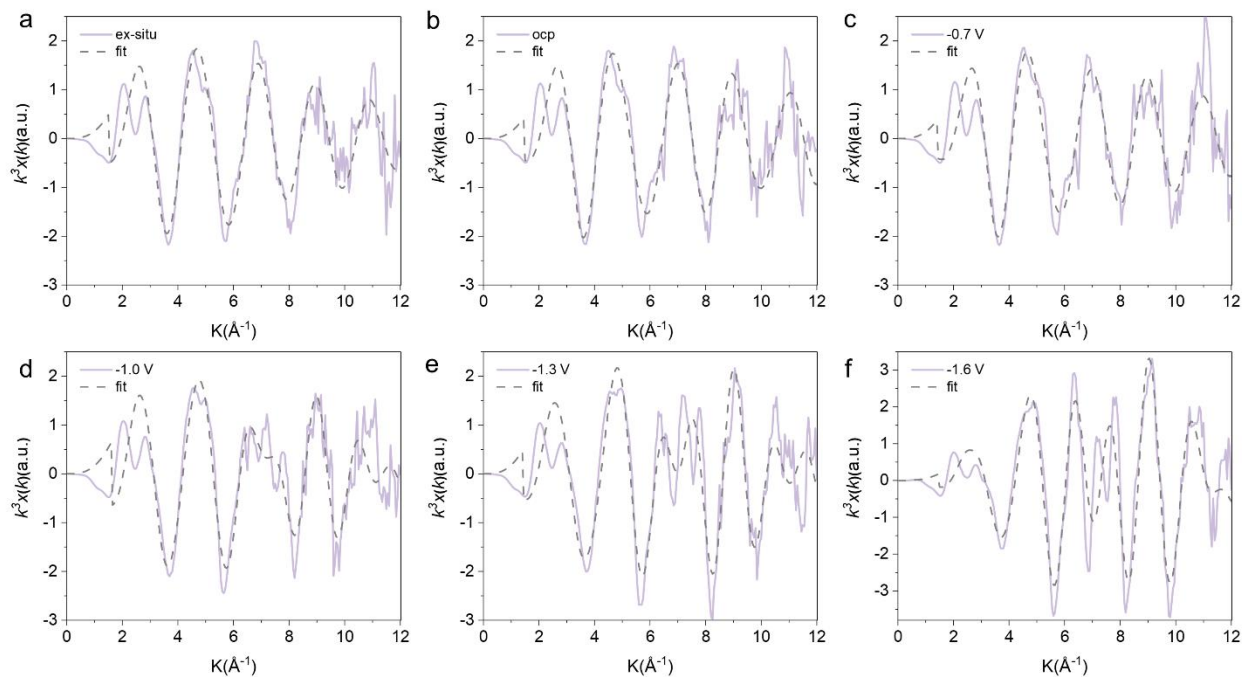 a
ex-situ
fit
k³x(k)(a.u.)
2
1
0
-1
-2
-3
0 2 4 6 8 10 12
K(Å⁻¹)
b
ocp
fit
k³x(k)(a.u.)
2
1
0
-1
-2
-3
0 2 4 6 8 10 12
K(Å⁻¹)
c
-0.7 V
fit
k³x(k)(a.u.)
2
1
0
-1
-2
-3
0 2 4 6 8 10 12
K(Å⁻¹)
d
-1.0 V
fit
k³x(k)(a.u.)
2
1
0
-1
-2
-3
0 2 4 6 8 10 12
K(Å⁻¹)
e
-1.3 V
fit
k³x(k)(a.u.)
2
1
0
-1
-2
-3
0 2 4 6 8 10 12
K(Å⁻¹)
f
-1.6 V
fit
k³x(k)(a.u.)
3
2
1
0
-1
-2
-3
0 2 4 6 8 10 12
K(Å⁻¹)